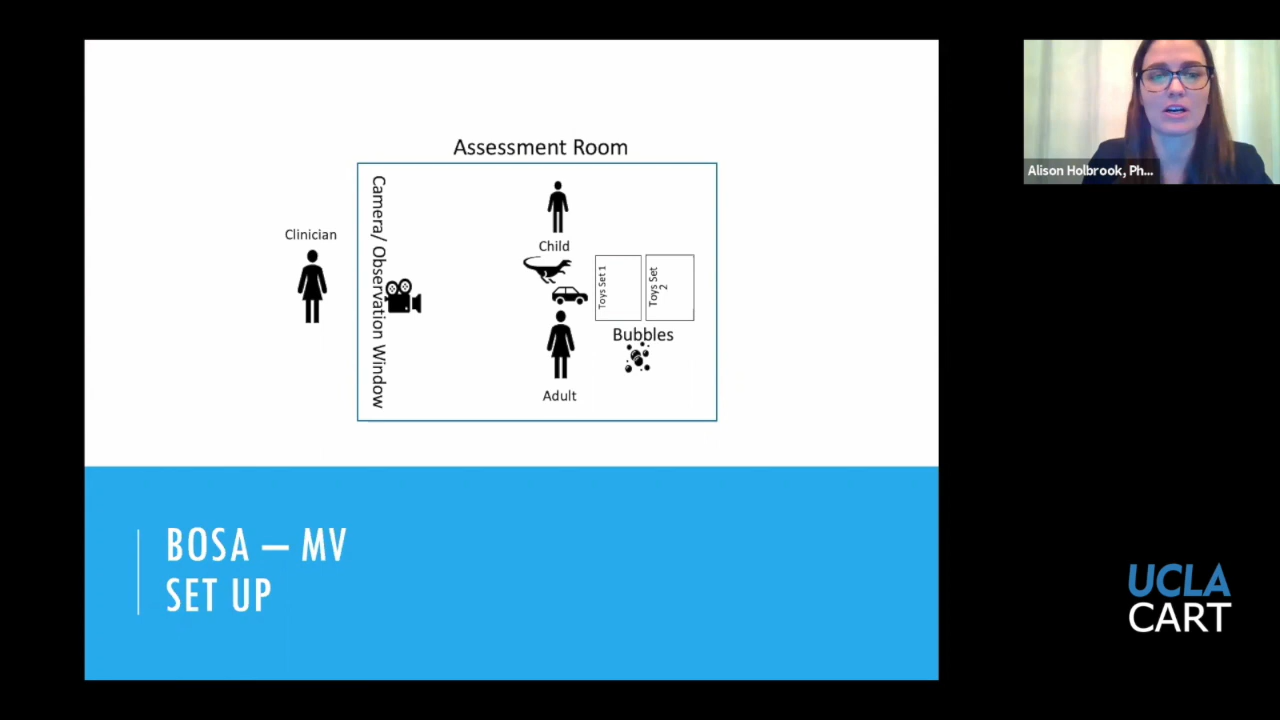 Assessment Room
Camera/ Observation Window
Clinician
Child
Toys Set 1
Toys Set
2
Bubbles
Adult
BOSA – MV
SET UP
Alison Holbrook, Ph...
UCLA
CART